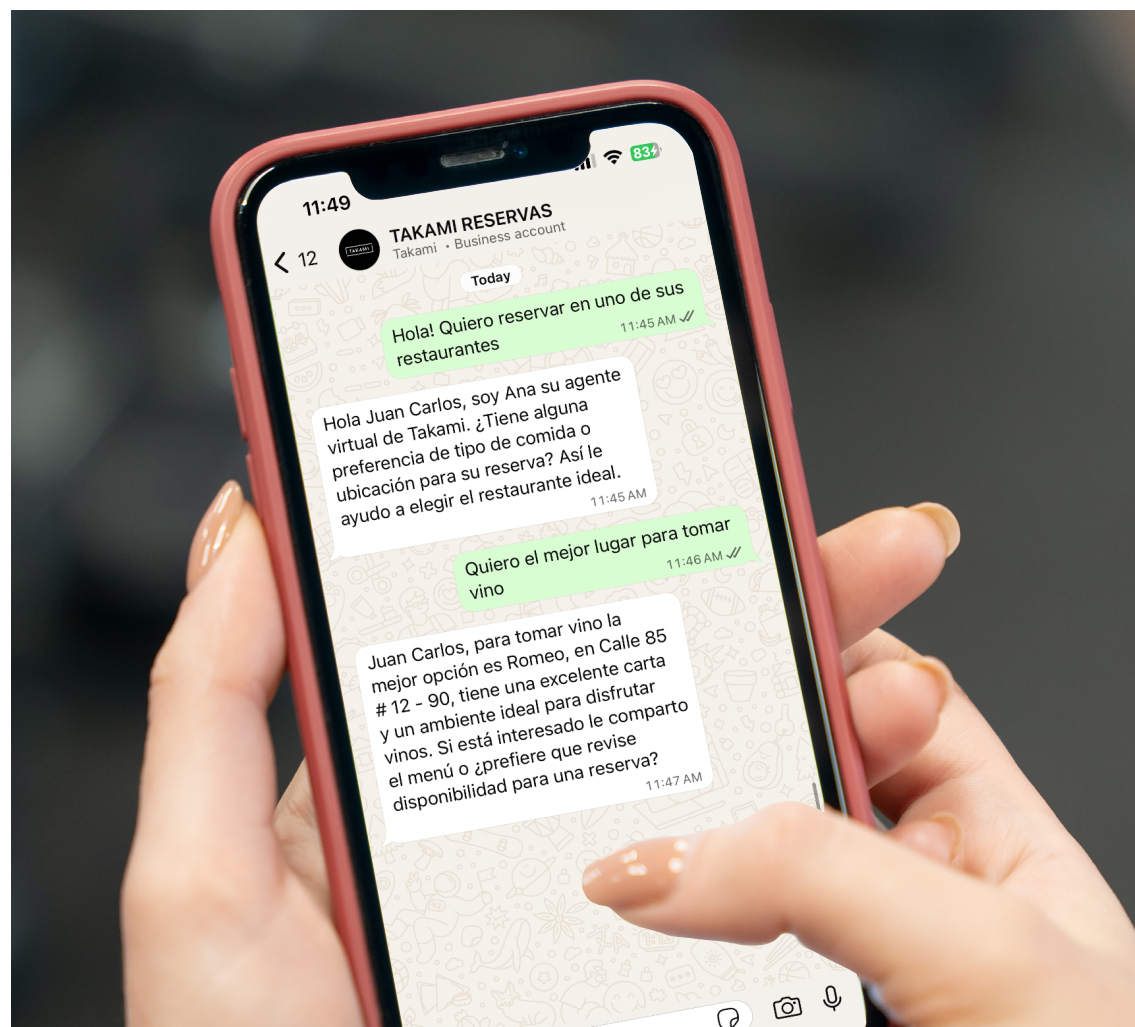 11:49
83
12
TAKAMI
TAKAMI RESERVAS
Takami · Business account
Today
Hola! Quiero reservar en uno de sus
restaurantes
11:45 AM
Hola Juan Carlos, soy Ana su agente
virtual de Takami. ¿Tiene alguna
preferencia de tipo de comida o
ubicación para su reserva? Así le
ayudo a elegir el restaurante ideal.
11:45 AM
Quiero el mejor lugar para tomar
vino
11:46 AM
Juan Carlos, para tomar vino la
mejor opción es Romeo, en Calle 85
# 12 - 90, tiene una excelente carta
y un ambiente ideal para disfrutar
vinos. Si está interesado le comparto
el menú o ¿prefiere que revise
disponibilidad para una reserva?
11:47 AM